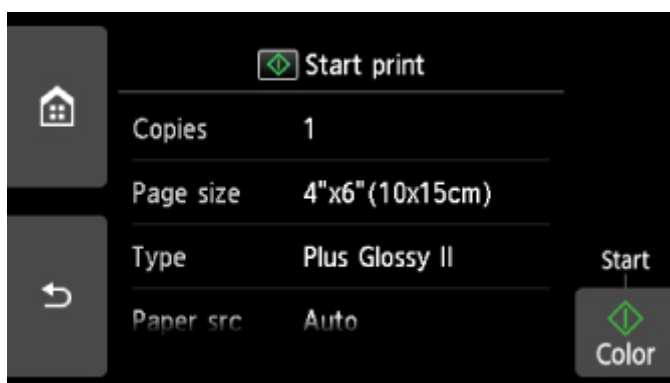 Start print
Copies 1
Page size 4"x6"(10x15cm)
Type Plus Glossy II
Start
Paper src Auto
Color